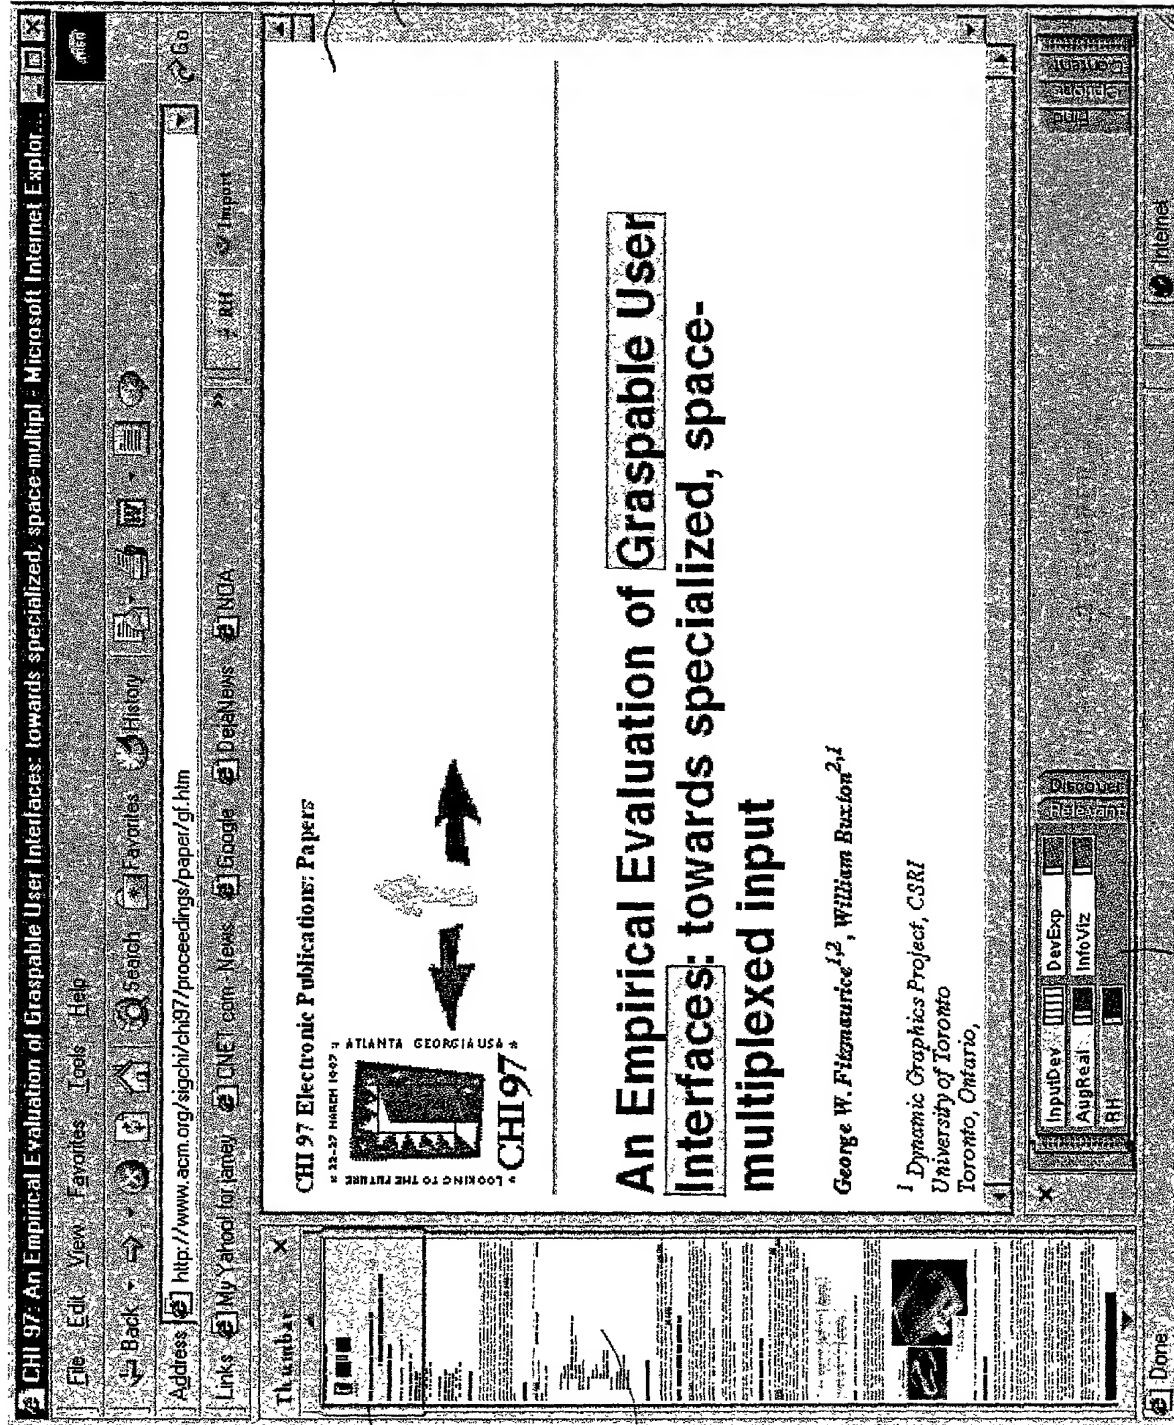 CHI 97: An Empirical Evaluation of Graspable User Interfaces: towards specialized, space-multipl - Microsoft Internet Explor...
File Edit View Favorites Tools Help
Back Search Favorites History
Address http://www.acm.org/sigchi/chi97/proceedings/paper/gf.htm Go
Links My Yahoo! for jamey CNET.com - News Google DejaNews NOA » RH Import
Thumbar ×
CHI 97 Electronic Publications: Papers
* LOOKING TO THE FUTURE * 22-27 MARCH 1997 * ATLANTA GEORGIA USA *
CHI97
An Empirical Evaluation of Graspable User
Interfaces: towards specialized, space-
multiplexed input
George W. Fitzmaurice1,2, William Buxton2,1
1 Dynamic Graphics Project, CSRI
University of Toronto
Toronto, Ontario,
× InputDev DevExp Relevant Discover
AugReal InfoViz
RH
Done Internet